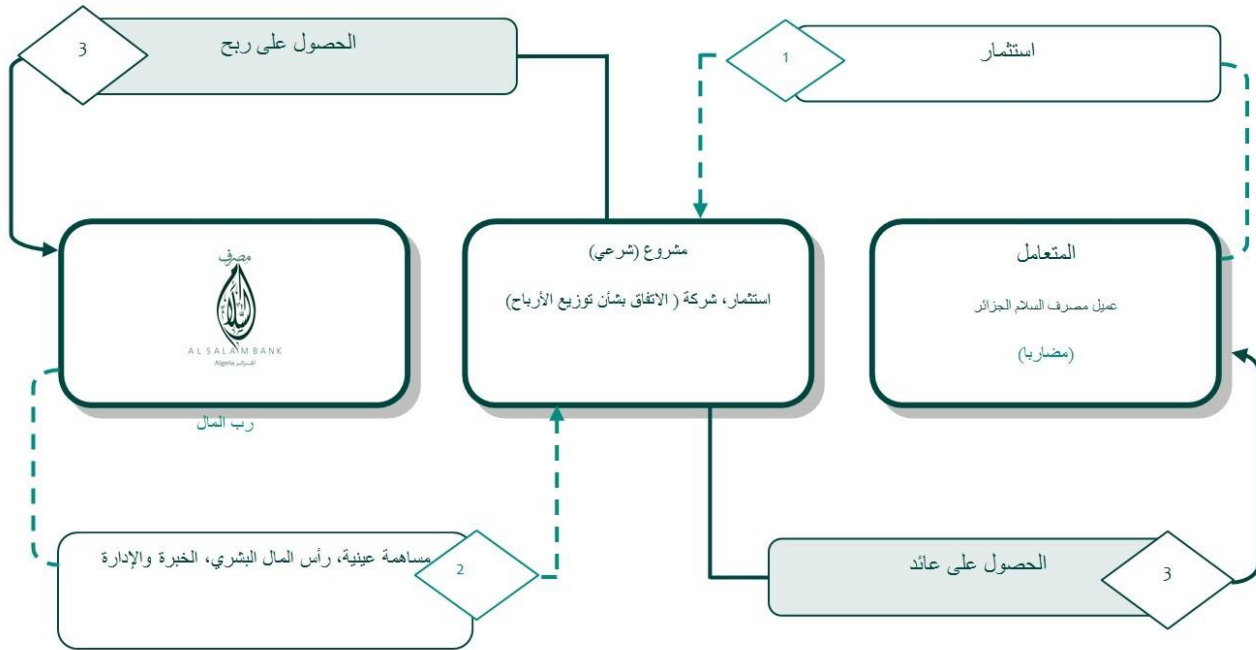 استثمار
1
الحصول على ربح
3
المتعامل
عميل مصرف السلام الجزائر
(مضاربا)
مشروع (شرعي)
استثمار، شركة ( الاتفاق بشأن توزيع الأرباح)
مصرف
السلام
AL SALAM BANK
Algeria الجزائر
رب المال
مساهمة عينية، رأس المال البشري، الخبرة والإدارة
2
الحصول على عائد
3